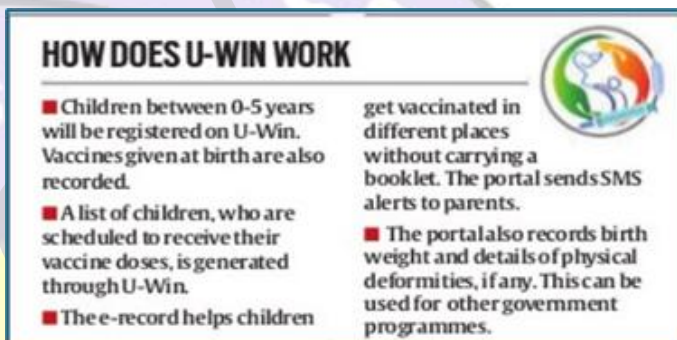 HOW DOES U-WIN WORK
■ Children between 0-5 years
will be registered on U-Win.
Vaccines given at birth are also
recorded.
■ A list of children, who are
scheduled to receive their
vaccine doses, is generated
through U-Win.
■ The e-record helps children
get vaccinated in
different places
without carrying a
booklet. The portal sends SMS
alerts to parents.
■ The portal also records birth
weight and details of physical
deformities, if any. This can be
used for other government
programmes.